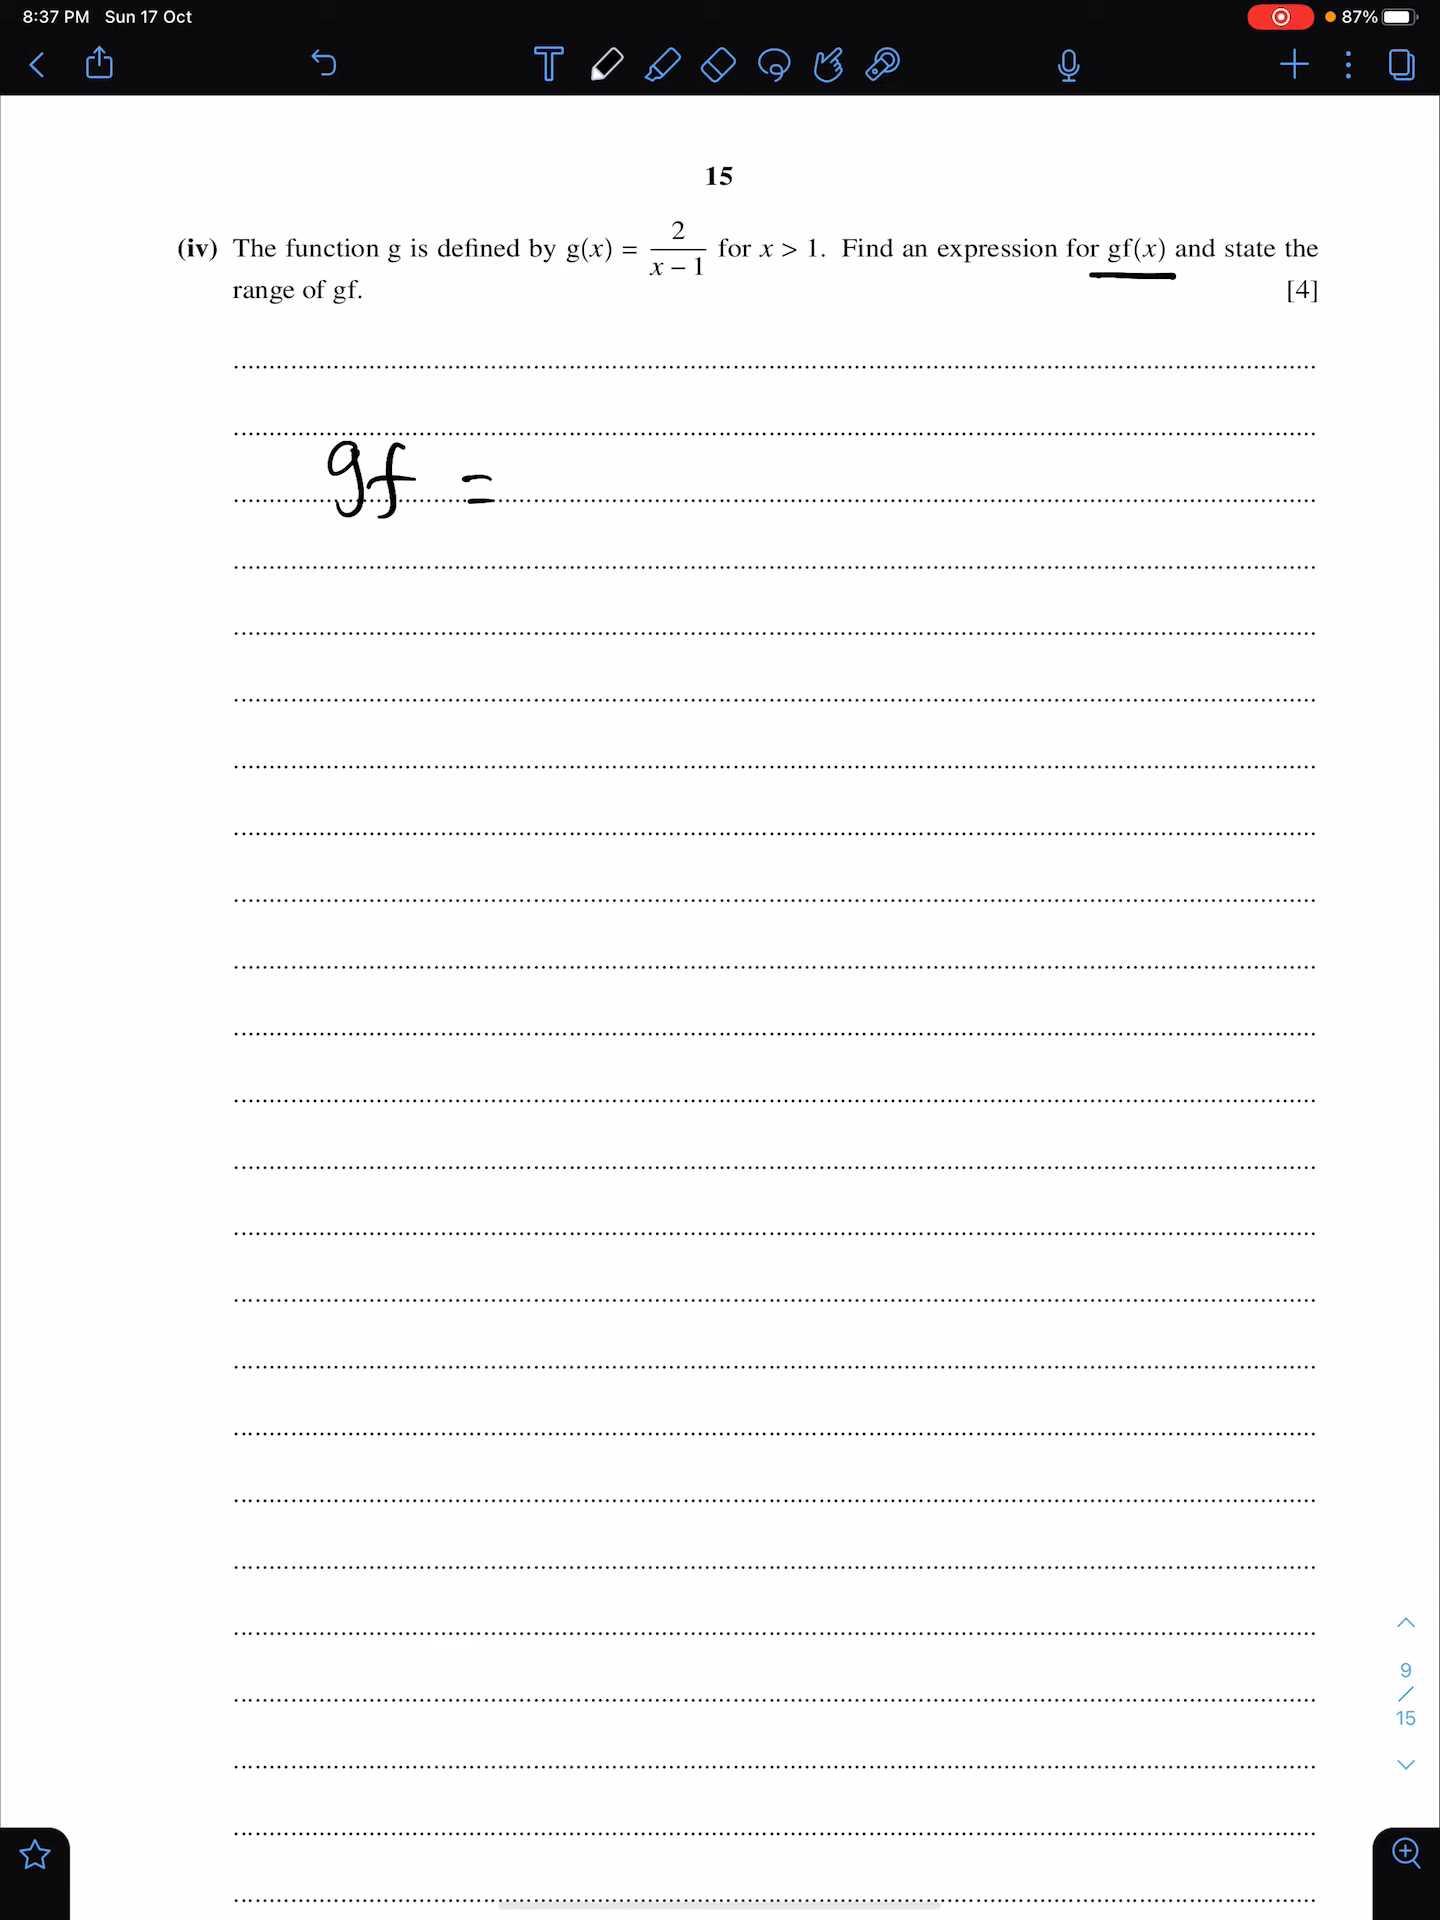 8:37 PM Sun 17 Oct
87%
15
(iv) The function g is defined by g(x) = 2/(x − 1) for x > 1. Find an expression for gf(x) and state the
range of gf. [4]
gf =
9
/
15